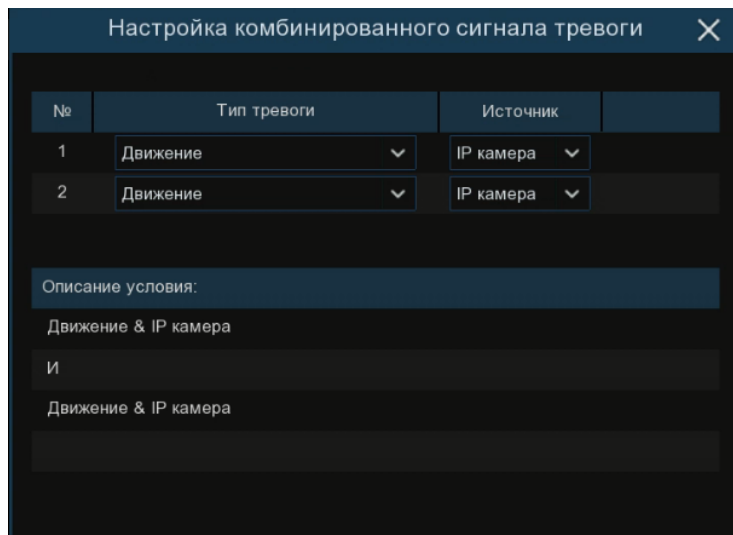 Настройка комбинированного сигнала тревоги
№ Тип тревоги Источник
1 Движение IP камера
2 Движение IP камера
Описание условия:
Движение & IP камера
И
Движение & IP камера